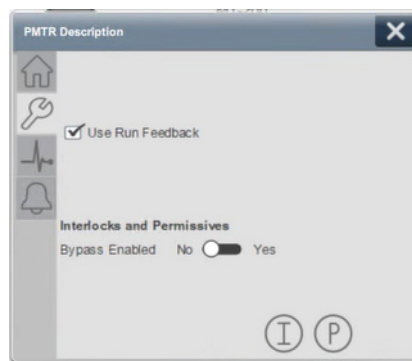 PMTR Description
Use Run Feedback
Interlocks and Permissives
Bypass Enabled No Yes
I P